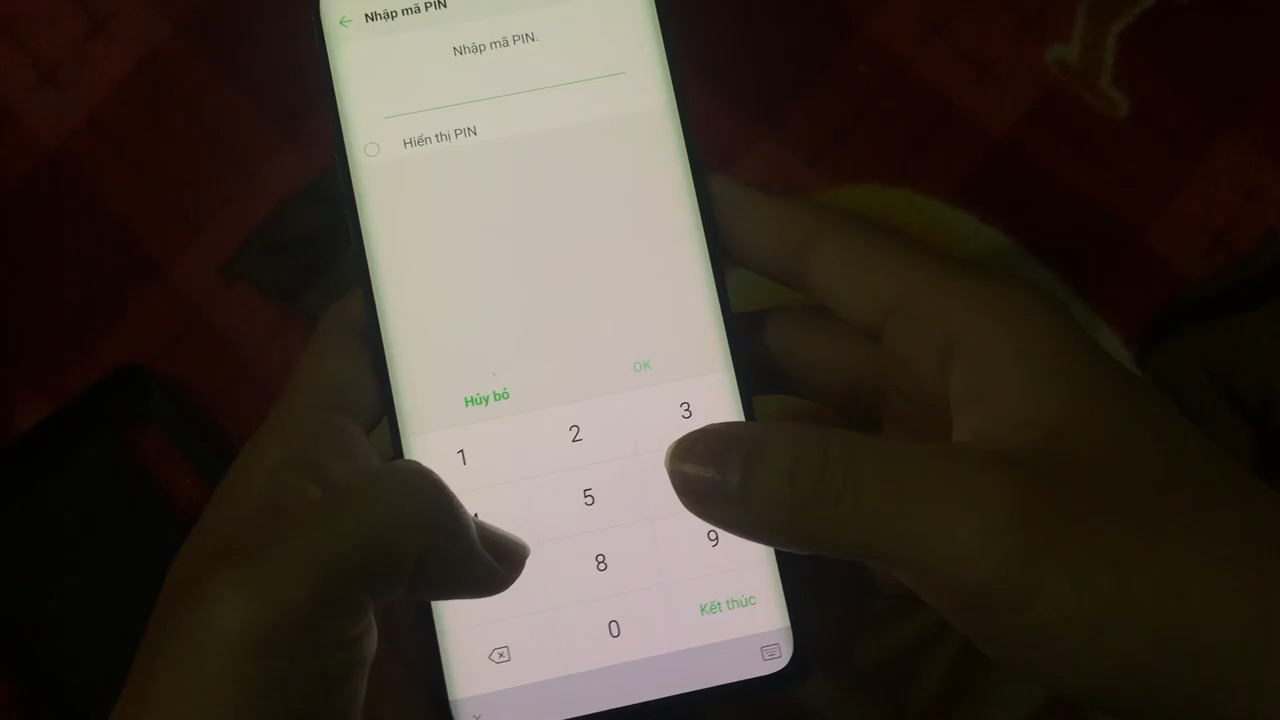 Nhập mã PIN
Nhập mã PIN.
Hiển thị PIN
Hủy bỏ OK
1 2 3
5
8 9
0 Kết thúc